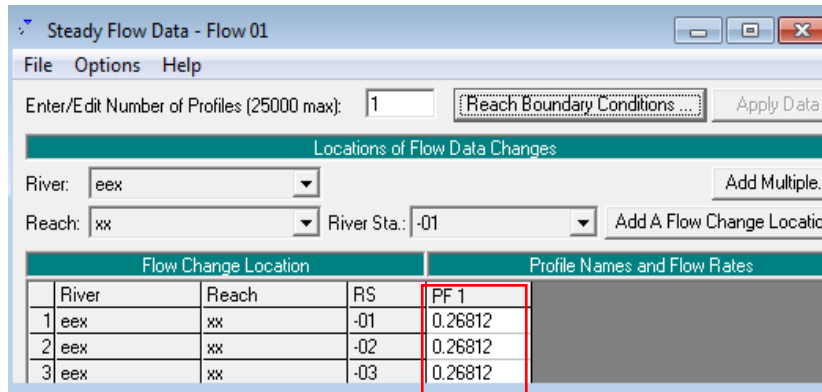 Steady Flow Data - Flow 01
File Options Help
Enter/Edit Number of Profiles (25000 max): 1 Reach Boundary Conditions ... Apply Data
Locations of Flow Data Changes
River: eex Add Multiple.
Reach: xx River Sta.: -01 Add A Flow Change Locatio
Flow Change Location Profile Names and Flow Rates
River Reach RS PF 1
1 eex xx -01 0.26812
2 eex xx -02 0.26812
3 eex xx -03 0.26812